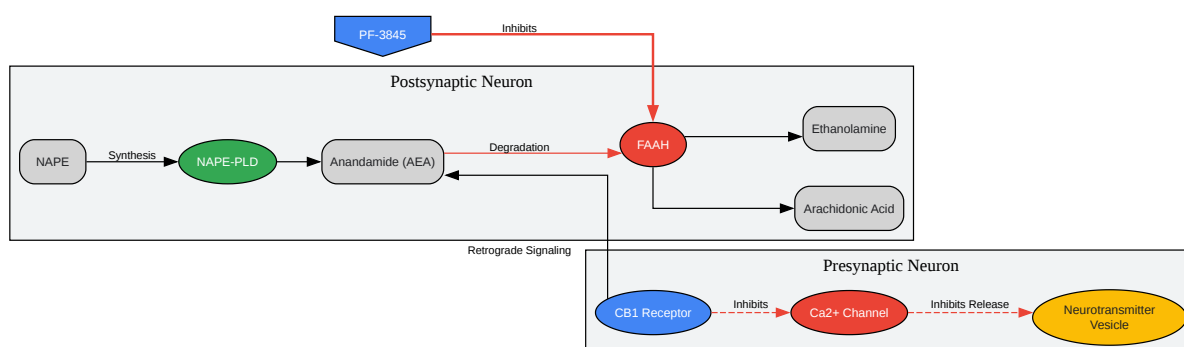 PF-3845
Inhibits
Postsynaptic Neuron
NAPE
Synthesis
NAPE-PLD
Anandamide (AEA)
Degradation
FAAH
Ethanolamine
Arachidonic Acid
Retrograde Signaling
Presynaptic Neuron
CB1 Receptor
Inhibits
Ca2+ Channel
Inhibits Release
Neurotransmitter
Vesicle